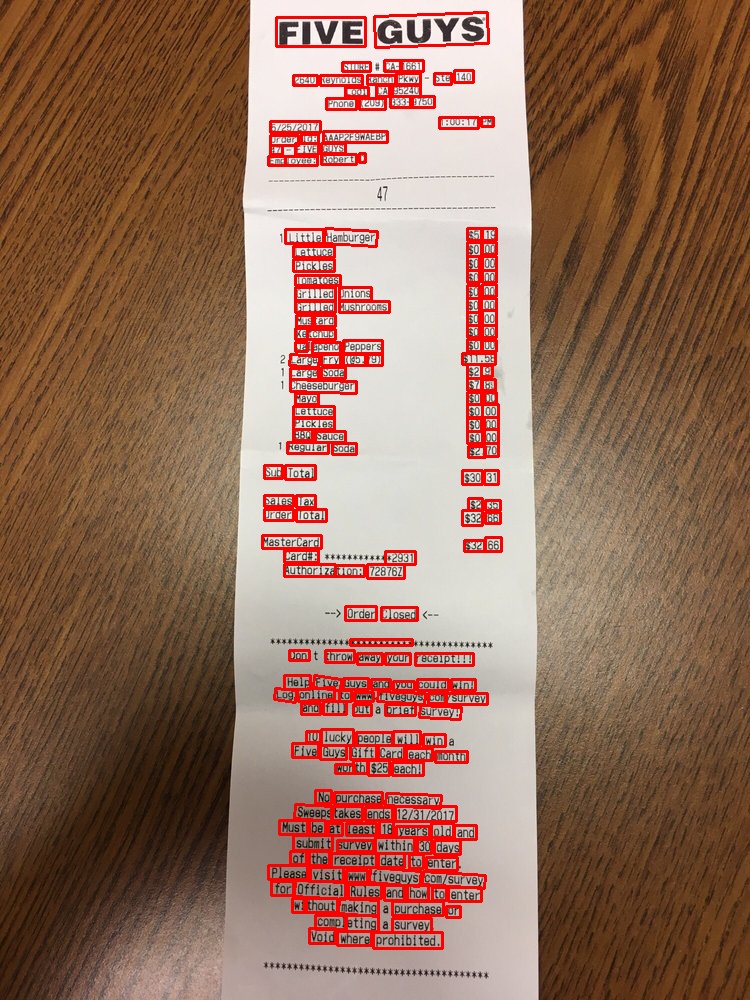 FIVE GUYS
STORE # CA-1661
2640 Reynolds Ranch Pkwy - Ste 140
Lodi, CA 95240
Phone (209) 333-9750
5/25/2017 7:00:17 PM
Order Id: AAAP2F9WAEBP
47 - FIVE GUYS
Employee: Robert
47
1 Little Hamburger $5.19
Lettuce $0.00
Pickles $0.00
Tomatoes $0.00
Grilled Onions $0.00
Grilled Mushrooms $0.00
Mustard $0.00
Ketchup $0.00
Jalapeno Peppers $0.00
2 Large Fry (@5.79) $11.58
1 Large Soda
1 Cheeseburger
Mayo $0.00
Lettuce $0.00
Pickles $0.00
BBQ Sauce $0.00
1 Regular Soda $2.70
Sub Total $30.31
Sales Tax $2.35
Order Total $32.66
MasterCard $32.66
Card#: ************2931
Authorization: 72876Z
--> Order Closed <--
***************************************
Don't throw away your receipt!!!
Help Five Guys and you could win!
Log online to www.fiveguys.com/survey
and fill out a brief survey!
10 lucky people will win a
Five Guys Gift Card each month
worth $25 each!
No purchase necessary.
Sweepstakes ends 12/31/2017.
Must be at least 18 years old and
submit survey within 30 days
of the receipt date to enter.
Please visit www.fiveguys.com/survey
for Official Rules and how to enter
without making a purchase or
completing a survey.
Void where prohibited.
***************************************